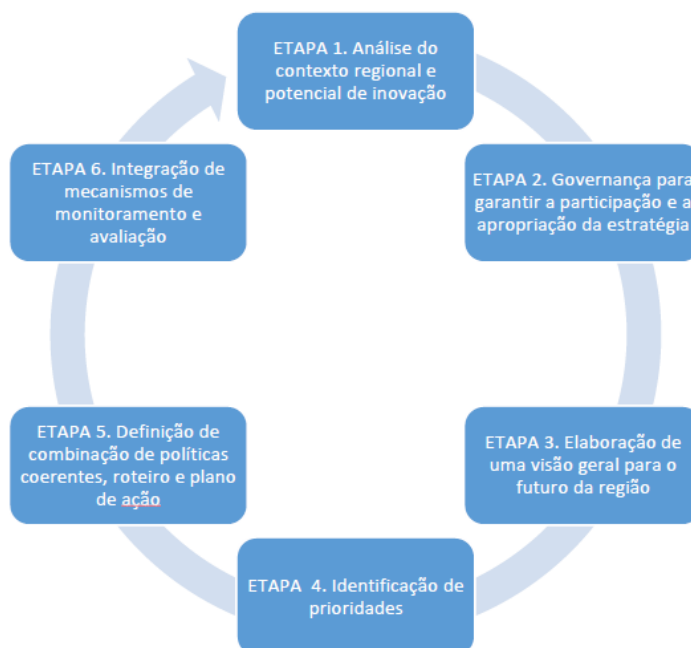 ETAPA 1. Análise do
contexto regional e
potencial de inovação
ETAPA 2. Governança para
garantir a participação e a
apropriação da estratégia
ETAPA 3. Elaboração de
uma visão geral para o
futuro da região
ETAPA  4. Identificação de
prioridades
ETAPA 5. Definição de
combinação de políticas
coerentes, roteiro e plano
de ação
ETAPA 6. Integração de
mecanismos de
monitoramento e
avaliação